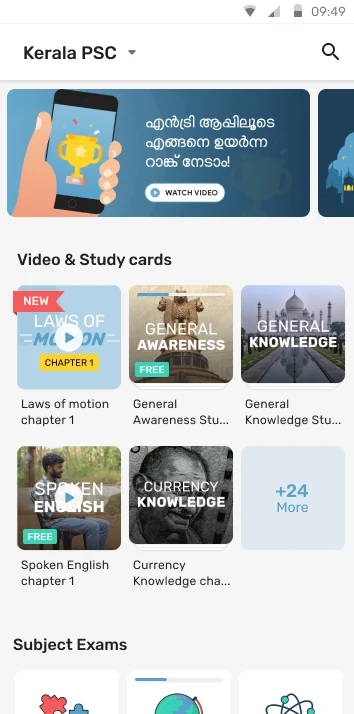 09:49
Kerala PSC
എൻട്രി ആപ്പിലൂടെ
എങ്ങനെ ഉയർന്ന
റാങ്ക് നേടാം!
WATCH VIDEO
Video & Study cards
NEW
LAWS OF
MOTION
CHAPTER 1
GENERAL
AWARENESS
FREE
GENERAL
KNOWLEDGE
Laws of motion
chapter 1
General
Awareness Stu...
General
Knowledge Stu...
SPOKEN
ENGLISH
FREE
CURRENCY
KNOWLEDGE
+24
More
Spoken English
chapter 1
Currency
Knowledge cha...
Subject Exams